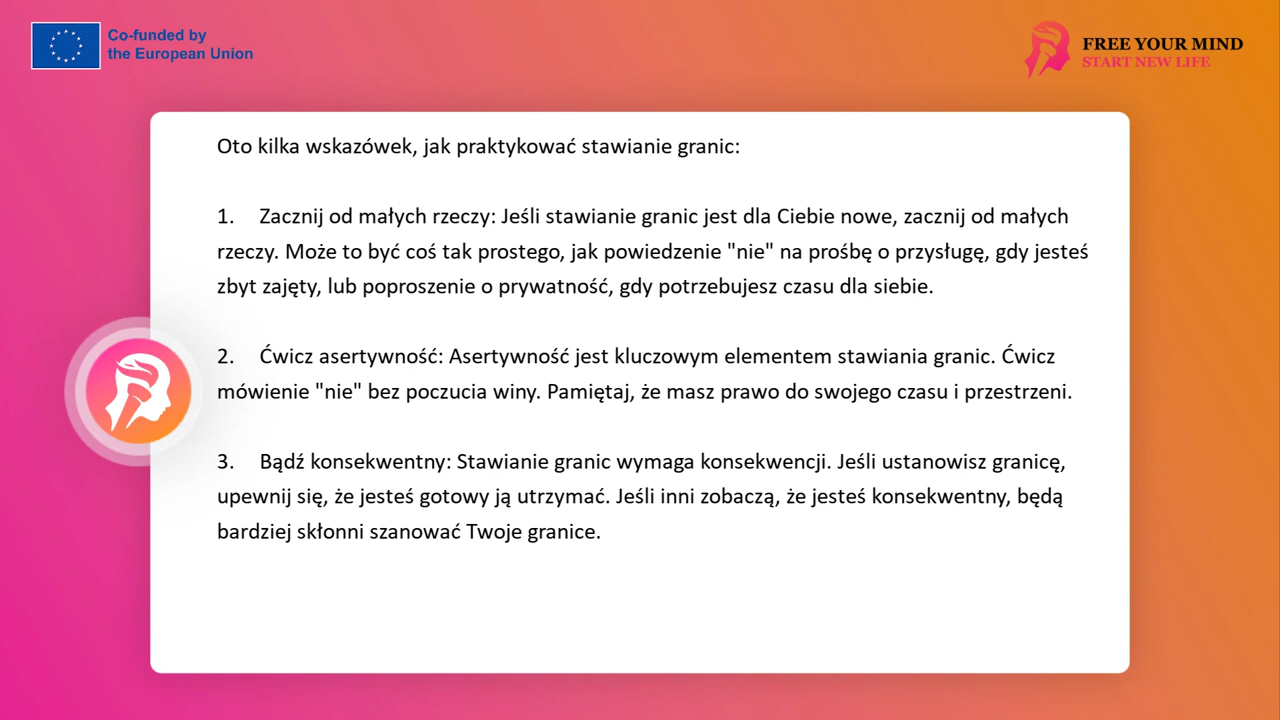 Co-funded by
the European Union
FREE YOUR MIND
START NEW LIFE
Oto kilka wskazówek, jak praktykować stawianie granic:
1. Zacznij od małych rzeczy: Jeśli stawianie granic jest dla Ciebie nowe, zacznij od małych
rzeczy. Może to być coś tak prostego, jak powiedzenie "nie" na prośbę o przysługę, gdy jesteś
zbyt zajęty, lub poproszenie o prywatność, gdy potrzebujesz czasu dla siebie.
2. Ćwicz asertywność: Asertywność jest kluczowym elementem stawiania granic. Ćwicz
mówienie "nie" bez poczucia winy. Pamiętaj, że masz prawo do swojego czasu i przestrzeni.
3. Bądź konsekwentny: Stawianie granic wymaga konsekwencji. Jeśli ustanowisz granicę,
upewnij się, że jesteś gotowy ją utrzymać. Jeśli inni zobaczą, że jesteś konsekwentny, będą
bardziej skłonni szanować Twoje granice.